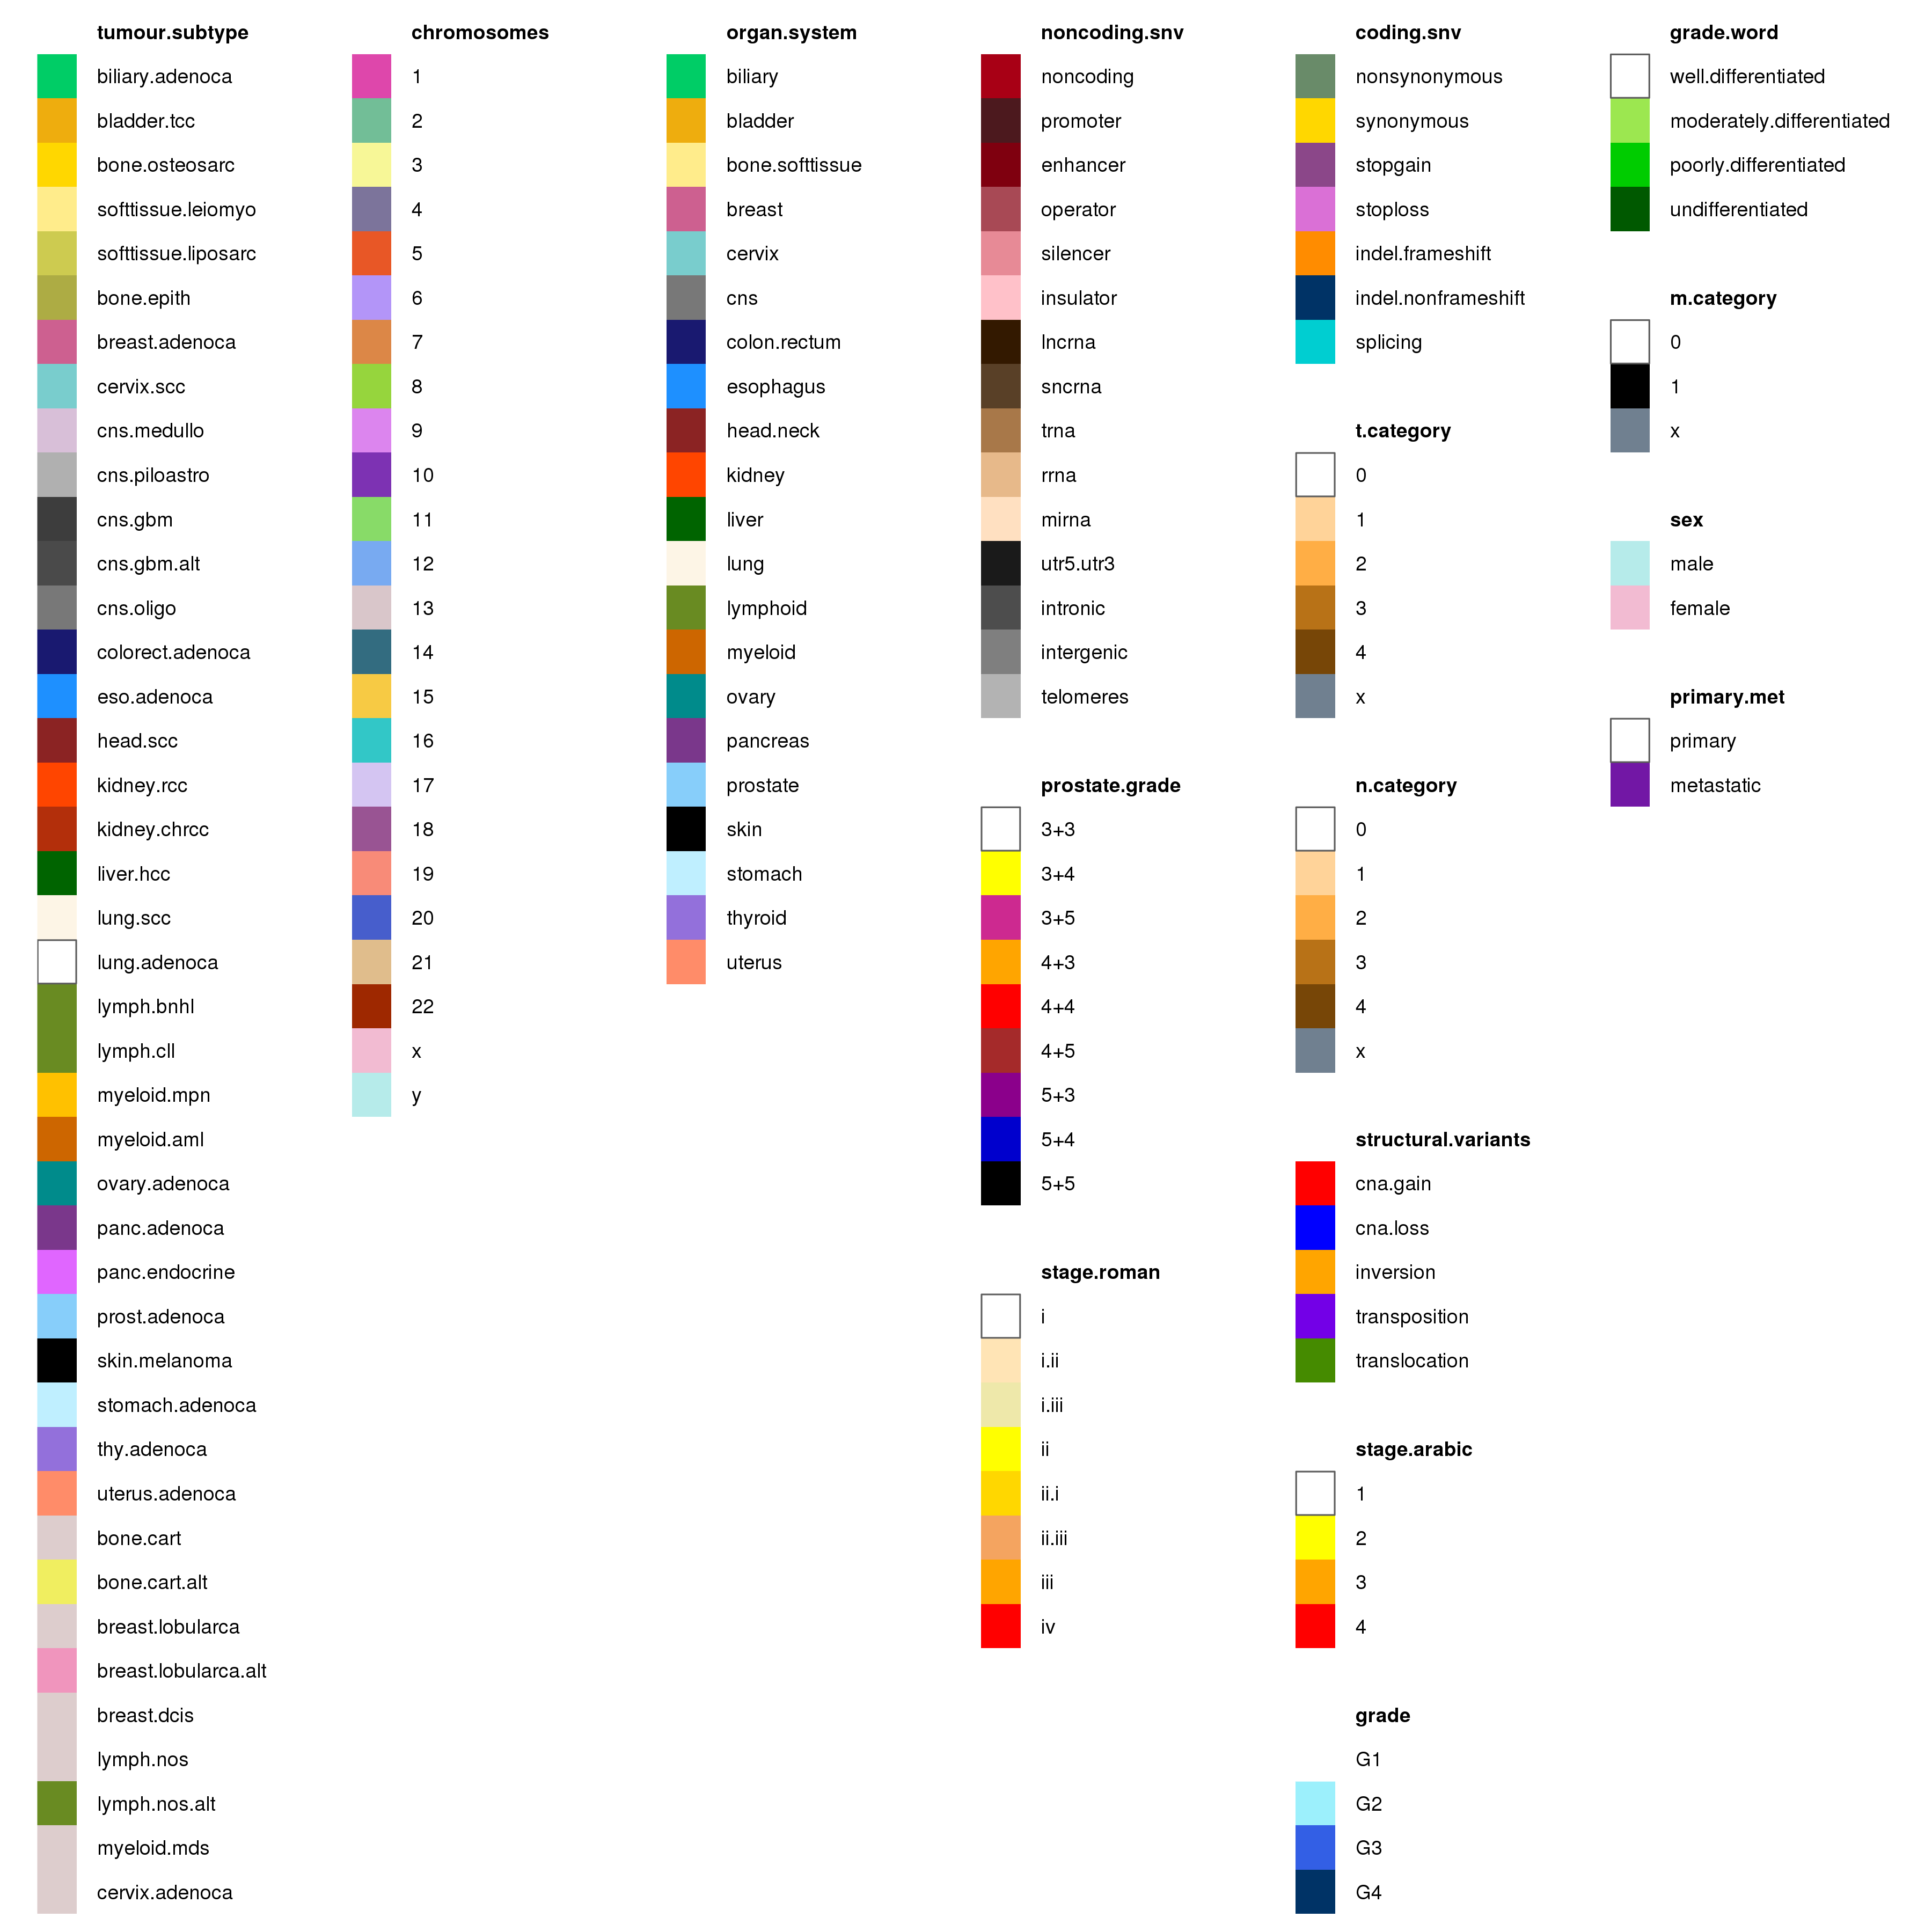 tumour.subtype
biliary.adenoca
bladder.tcc
bone.osteosarc
softtissue.leiomyo
softtissue.liposarc
bone.epith
breast.adenoca
cervix.scc
cns.medullo
cns.piloastro
cns.gbm
cns.gbm.alt
cns.oligo
colorect.adenoca
eso.adenoca
head.scc
kidney.rcc
kidney.chrcc
liver.hcc
lung.scc
lung.adenoca
lymph.bnhl
lymph.cll
myeloid.mpn
myeloid.aml
ovary.adenoca
panc.adenoca
panc.endocrine
prost.adenoca
skin.melanoma
stomach.adenoca
thy.adenoca
uterus.adenoca
bone.cart
bone.cart.alt
breast.lobularca
breast.lobularca.alt
breast.dcis
lymph.nos
lymph.nos.alt
myeloid.mds
cervix.adenoca
chromosomes
1
2
3
4
5
6
7
8
9
10
11
12
13
14
15
16
17
18
19
20
21
22
x
y
organ.system
biliary
bladder
bone.softtissue
breast
cervix
cns
colon.rectum
esophagus
head.neck
kidney
liver
lung
lymphoid
myeloid
ovary
pancreas
prostate
skin
stomach
thyroid
uterus
noncoding.snv
noncoding
promoter
enhancer
operator
silencer
insulator
lncrna
sncrna
trna
rrna
mirna
utr5.utr3
intronic
intergenic
telomeres
prostate.grade
3+3
3+4
3+5
4+3
4+4
4+5
5+3
5+4
5+5
stage.roman
i
i.ii
i.iii
ii
ii.i
ii.iii
iii
iv
coding.snv
nonsynonymous
synonymous
stopgain
stoploss
indel.frameshift
indel.nonframeshift
splicing
t.category
0
1
2
3
4
x
n.category
0
1
2
3
4
x
structural.variants
cna.gain
cna.loss
inversion
transposition
translocation
stage.arabic
1
2
3
4
grade
G1
G2
G3
G4
grade.word
well.differentiated
moderately.differentiated
poorly.differentiated
undifferentiated
m.category
0
1
x
sex
male
female
primary.met
primary
metastatic